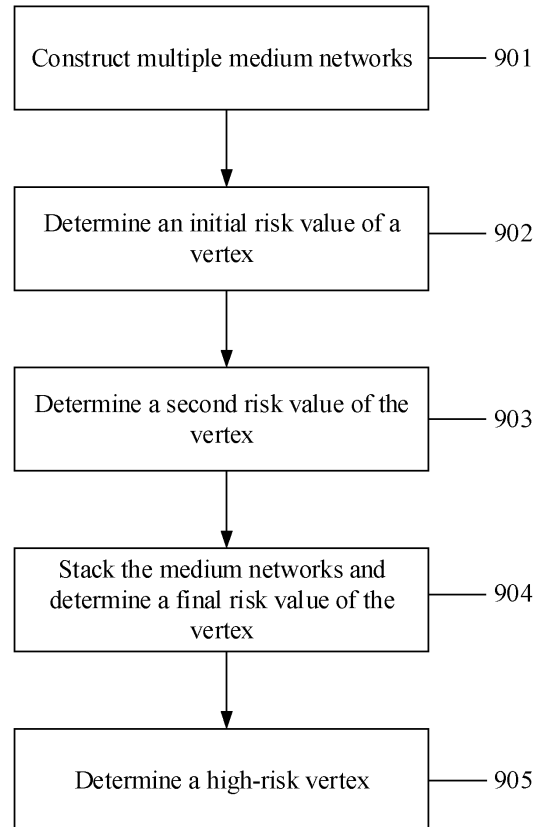 Construct multiple medium networks
901
Determine an initial risk value of a
vertex
902
Determine a second risk value of the
vertex
903
Stack the medium networks and
determine a final risk value of the
vertex
904
Determine a high-risk vertex
905